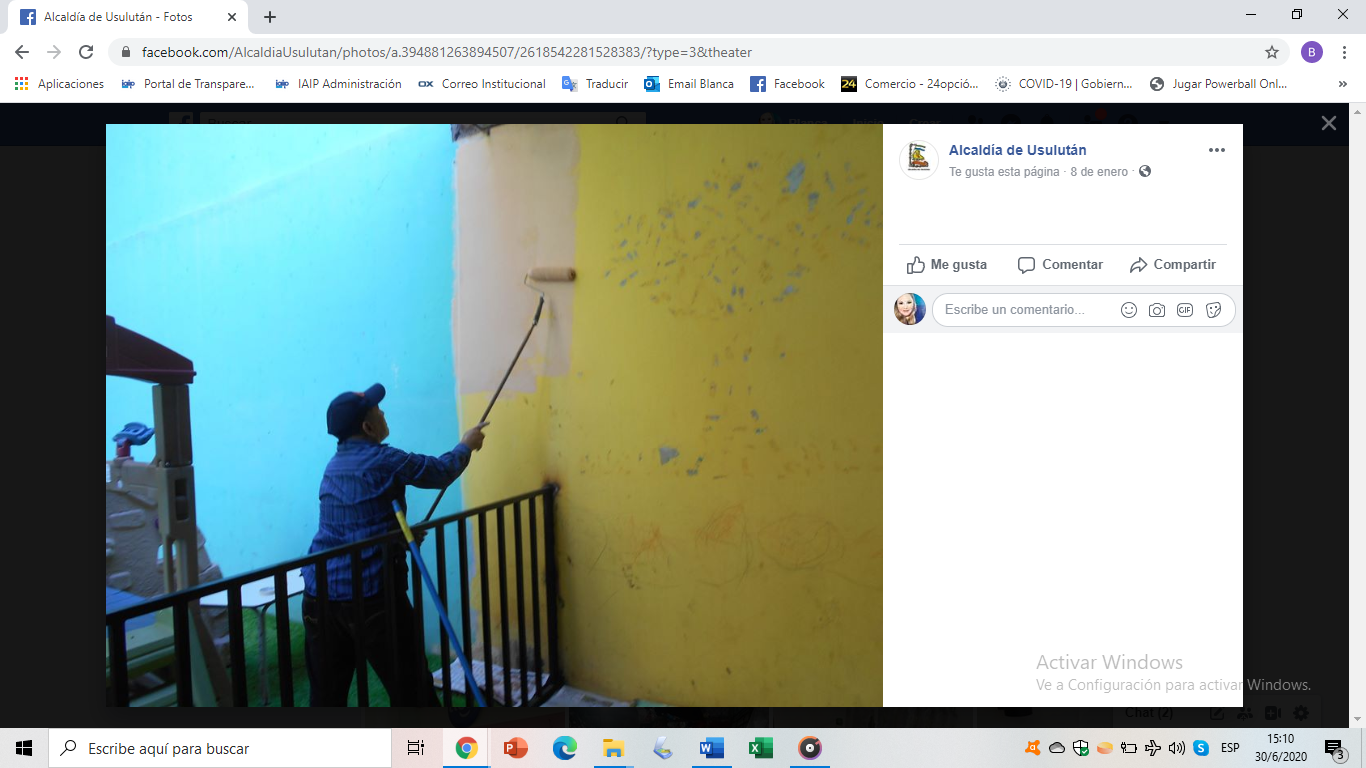 Alcaldía de Usulután - Fotos
facebook.com/AlcaldiaUsulutan/photos/a.394881263894507/2618542281528383/?type=3&theater
B
Aplicaciones
Portal de Transpare...
IAIP Administración
Correo Institucional
Traducir
Email Blanca
Facebook
24 Comercio - 24opció...
COVID-19 | Gobiern...
Jugar Powerball Onl...
»
Alcaldía de Usulután
Te gusta esta página · 8 de enero ·
Me gusta
Comentar
Compartir
Escribe un comentario...
GIF
Activar Windows
Ve a Configuración para activar Windows.
Chat (2)
Escribe aquí para buscar
ESP
15:10
30/6/2020
3